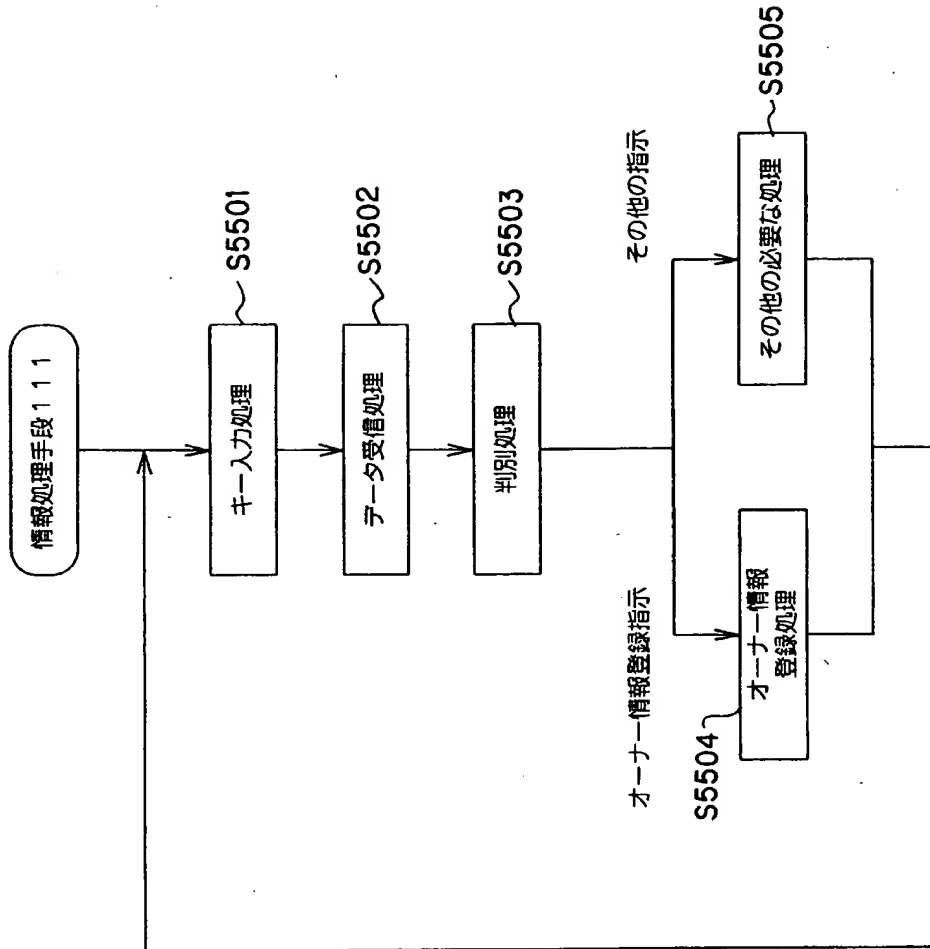 情報処理手段111
キー入力処理
S5501
データ受信処理
S5502
判別処理
S5503
オーナー情報登録指示
その他の指示
S5504
オーナー情報
登録処理
その他の必要な処理
S5505